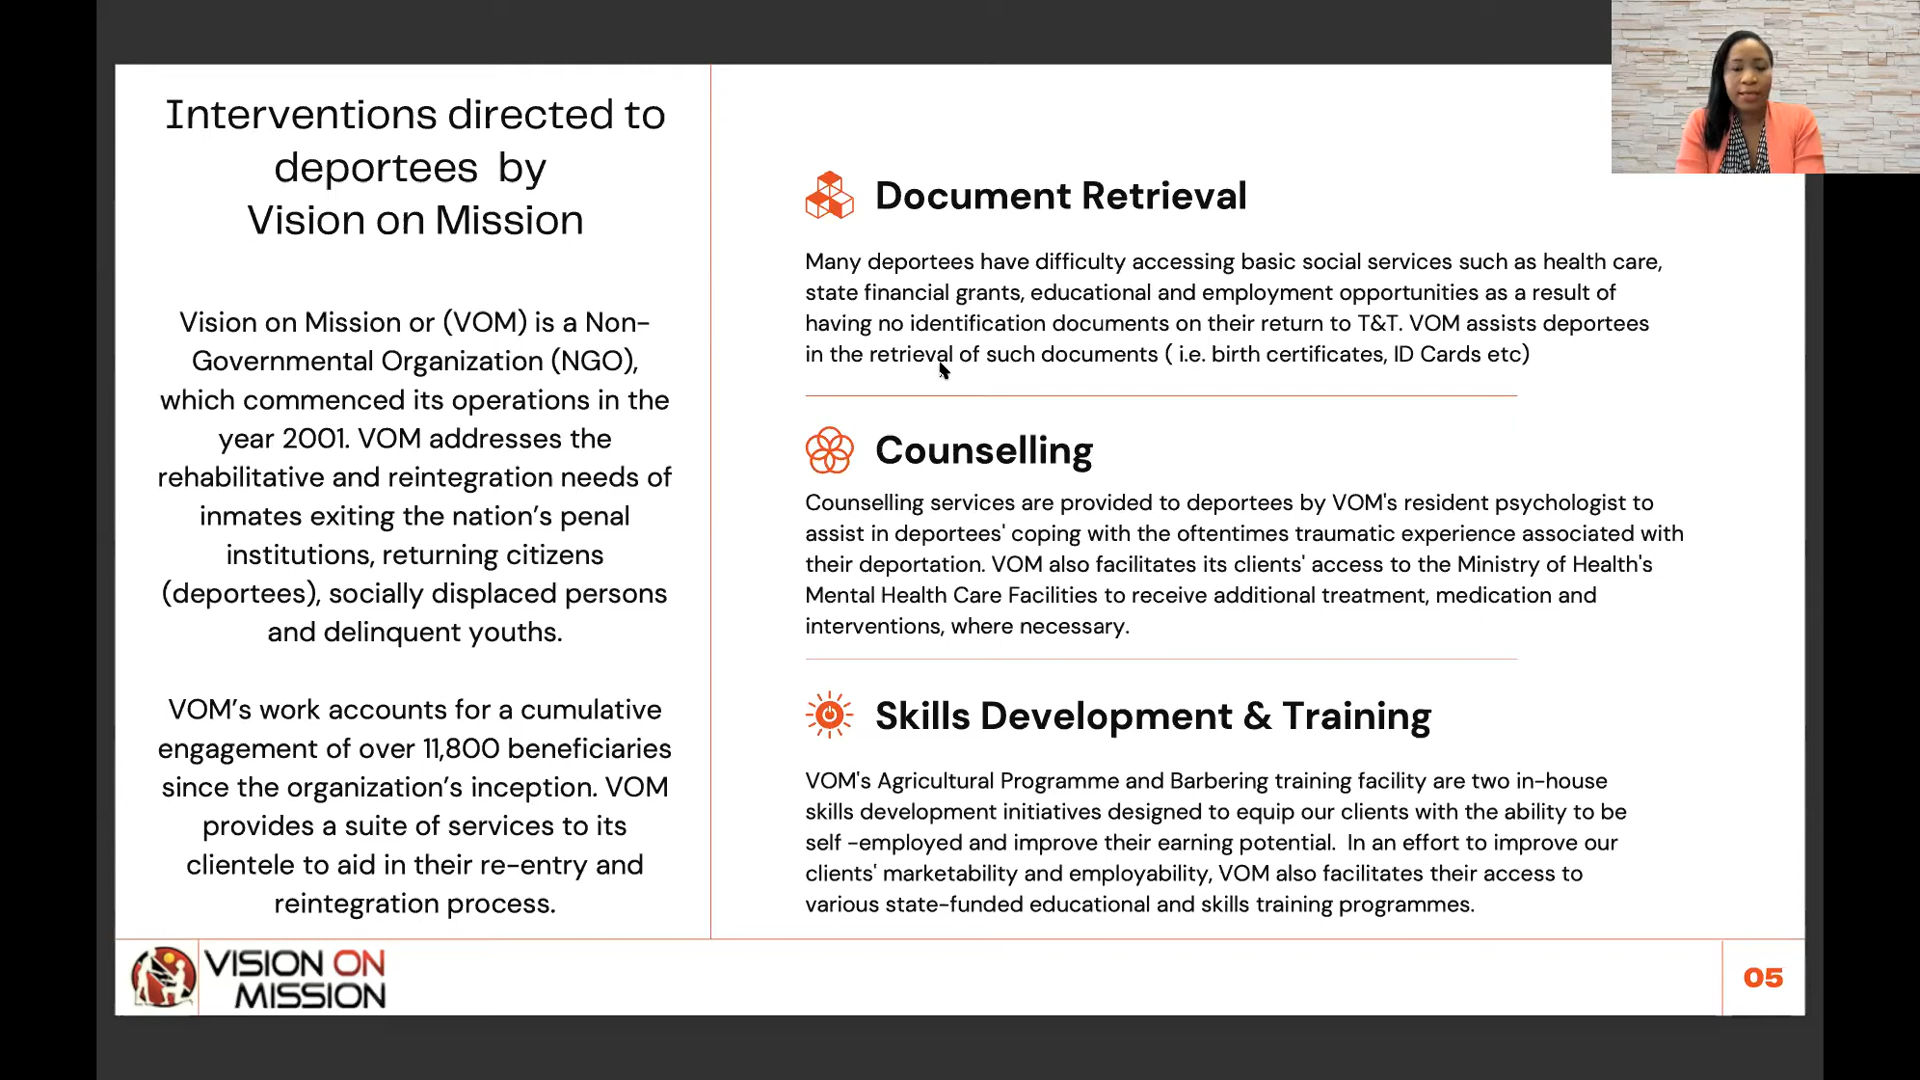 Interventions directed to
deportees by
Vision on Mission
Vision on Mission or (VOM) is a Non-
Governmental Organization (NGO),
which commenced its operations in the
year 2001. VOM addresses the
rehabilitative and reintegration needs of
inmates exiting the nation's penal
institutions, returning citizens
(deportees), socially displaced persons
and delinquent youths.
VOM's work accounts for a cumulative
engagement of over 11,800 beneficiaries
since the organization's inception. VOM
provides a suite of services to its
clientele to aid in their re-entry and
reintegration process.
Document Retrieval
Many deportees have difficulty accessing basic social services such as health care,
state financial grants, educational and employment opportunities as a result of
having no identification documents on their return to T&T. VOM assists deportees
in the retrieval of such documents ( i.e. birth certificates, ID Cards etc)
Counselling
Counselling services are provided to deportees by VOM's resident psychologist to
assist in deportees' coping with the oftentimes traumatic experience associated with
their deportation. VOM also facilitates its clients' access to the Ministry of Health's
Mental Health Care Facilities to receive additional treatment, medication and
interventions, where necessary.
Skills Development & Training
VOM's Agricultural Programme and Barbering training facility are two in-house
skills development initiatives designed to equip our clients with the ability to be
self -employed and improve their earning potential. In an effort to improve our
clients' marketability and employability, VOM also facilitates their access to
various state-funded educational and skills training programmes.
VISION ON
MISSION
05